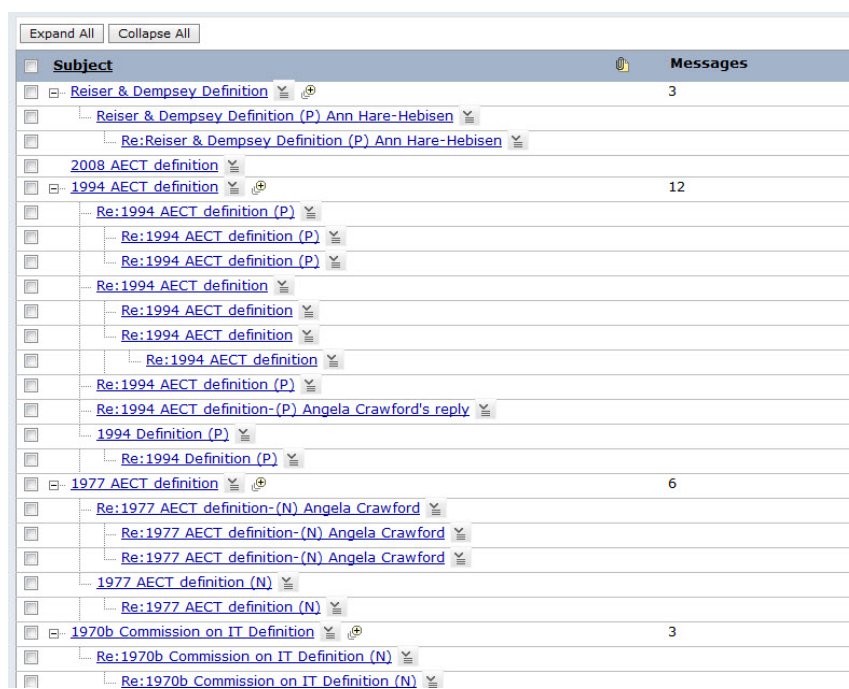 Expand All Collapse All
Subject Messages
Reiser & Dempsey Definition 3
Reiser & Dempsey Definition (P) Ann Hare-Hebisen
Re:Reiser & Dempsey Definition (P) Ann Hare-Hebisen
2008 AECT definition
1994 AECT definition 12
Re:1994 AECT definition (P)
Re:1994 AECT definition (P)
Re:1994 AECT definition (P)
Re:1994 AECT definition
Re:1994 AECT definition
Re:1994 AECT definition
Re:1994 AECT definition
Re:1994 AECT definition (P)
Re:1994 AECT definition-(P) Angela Crawford's reply
1994 Definition (P)
Re:1994 Definition (P)
1977 AECT definition 6
Re:1977 AECT definition-(N) Angela Crawford
Re:1977 AECT definition-(N) Angela Crawford
Re:1977 AECT definition-(N) Angela Crawford
1977 AECT definition (N)
Re:1977 AECT definition (N)
1970b Commission on IT Definition 3
Re:1970b Commission on IT Definition (N)
Re:1970b Commission on IT Definition (N)